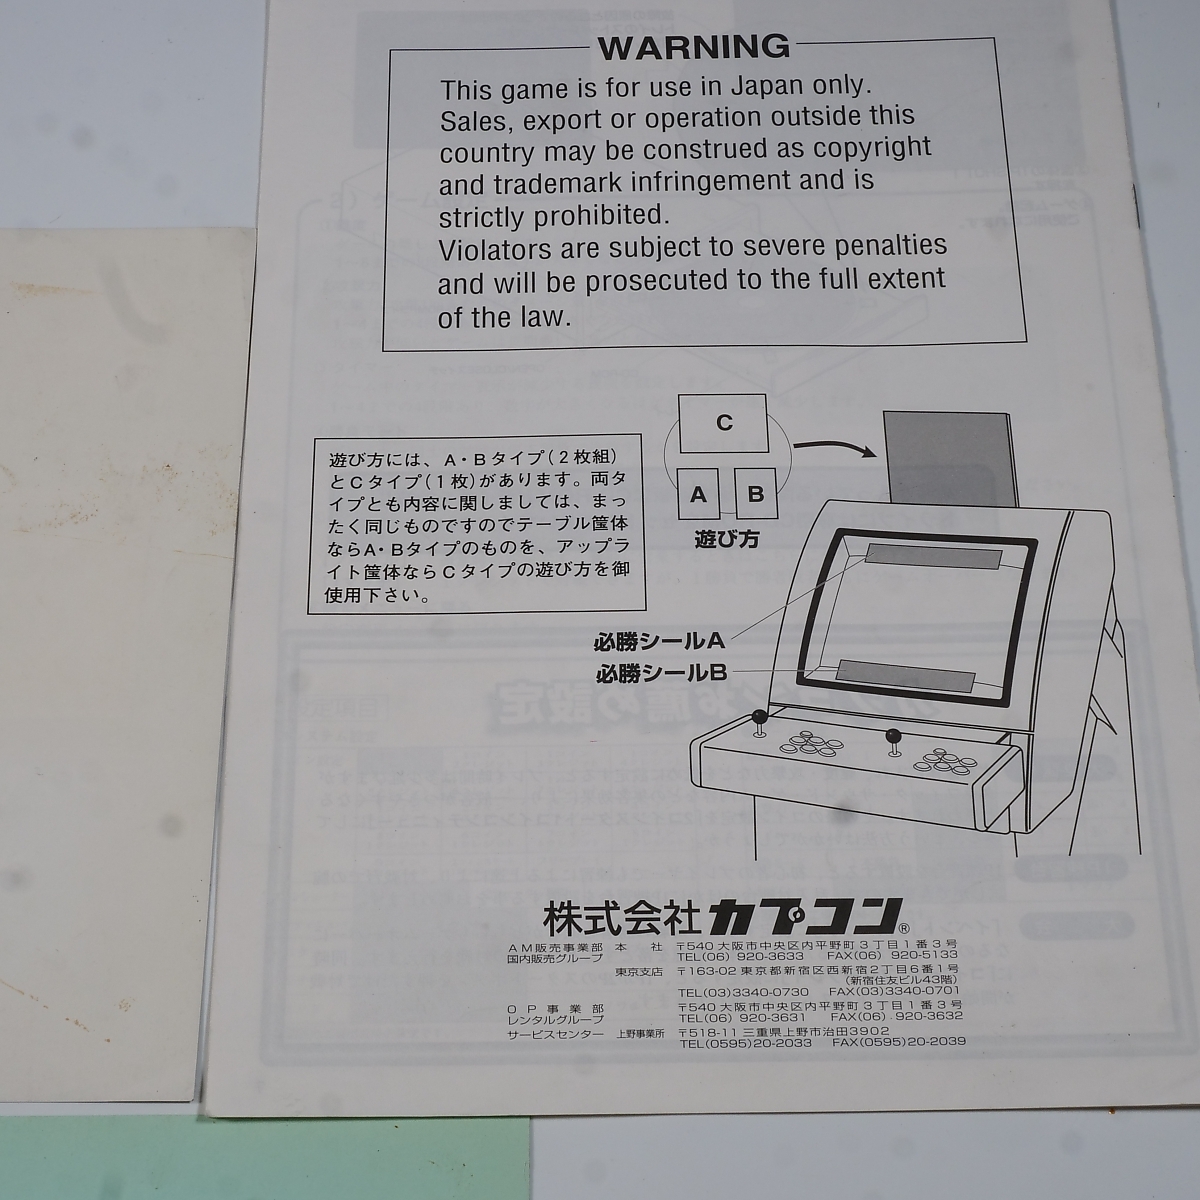 WARNING
This game is for use in Japan only.
Sales, export or operation outside this
country may be construed as copyright
and trademark infringement and is
strictly prohibited.
Violators are subject to severe penalties
and will be prosecuted to the full extent
of the law.
遊び方には、A・Bタイプ(2枚組)
とCタイプ(1枚)があります。両タ
イプとも内容に関しましては、まっ
たく同じものですのでテーブル筐体
ならA・Bタイプのものを、アップラ
イト筐体ならCタイプの遊び方を御
使用下さい。
C
A B
遊び方
必勝シールA
必勝シールB
株式会社カプコン®
AM販売事業部 本社 〒540 大阪市中央区内平野町3丁目1番3号
国内販売グループ TEL(06) 920-3633 FAX(06) 920-5133
東京支店 〒163-02 東京都新宿区西新宿2丁目6番1号
(新宿住友ビル43階)
TEL(03)3340-0730 FAX(03)3340-0701
OP事業部 〒540 大阪市中央区内平野町3丁目1番3号
レンタルグループ TEL(06) 920-3631 FAX(06) 920-3632
サービスセンター 上野事業所 〒518-11 三重県上野市治田3902
TEL(0595)20-2033 FAX(0595)20-2039